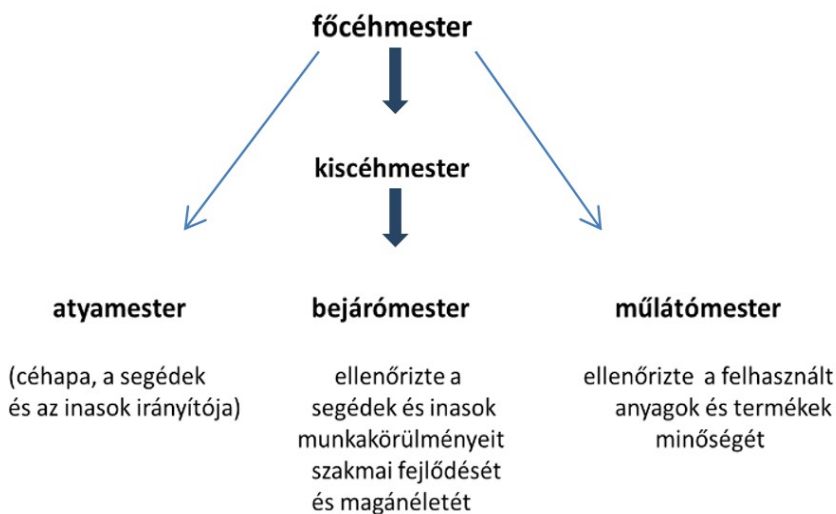 főcéhmester
kiscéhmester
atyamester
(céhapa, a segédek
és az inasok irányítója)
bejárómester
ellenőrizte a
segédek és inasok
munkakörülményeit
szakmai fejlődését
és magánéletét
műlátómester
ellenőrizte a felhasznált
anyagok és termékek
minőségét